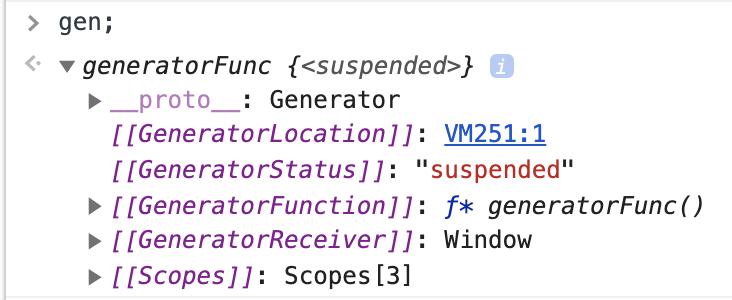 > gen;
generatorFunc {<suspended>} i
__proto__: Generator
[[GeneratorLocation]]: VM251:1
[[GeneratorStatus]]: "suspended"
[[GeneratorFunction]]: ƒ* generatorFunc()
[[GeneratorReceiver]]: Window
[[Scopes]]: Scopes[3]